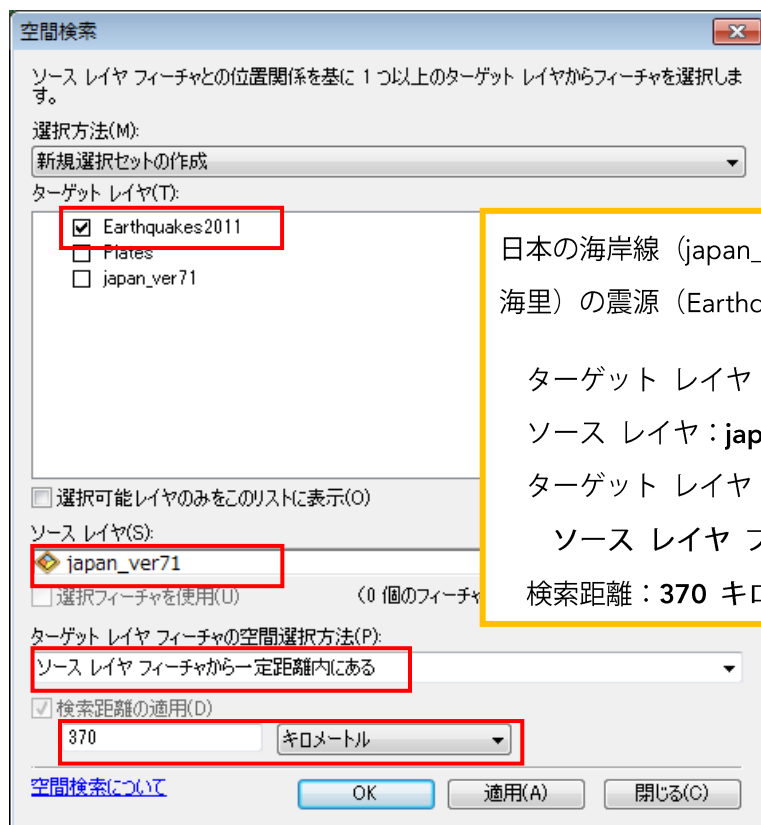 空間検索
ソース レイヤ フィーチャとの位置関係を基に 1 つ以上のターゲット レイヤからフィーチャを選択しま
す。
選択方法(M):
新規選択セットの作成
ターゲット レイヤ(T):
Earthquakes2011
Plates
japan_ver71
日本の海岸線（japan_
海里）の震源（Earthq
ターゲット レイヤ
ソース レイヤ：jap
ターゲット レイヤ
ソース レイヤ フ
検索距離：370 キロ
選択可能レイヤのみをこのリストに表示(O)
ソース レイヤ(S):
japan_ver71
選択フィーチャを使用(U)
(0 個のフィーチャ
ターゲット レイヤ フィーチャの空間選択方法(P):
ソース レイヤ フィーチャから一定距離内にある
検索距離の適用(D)
370
キロメートル
空間検索について
OK
適用(A)
閉じる(C)